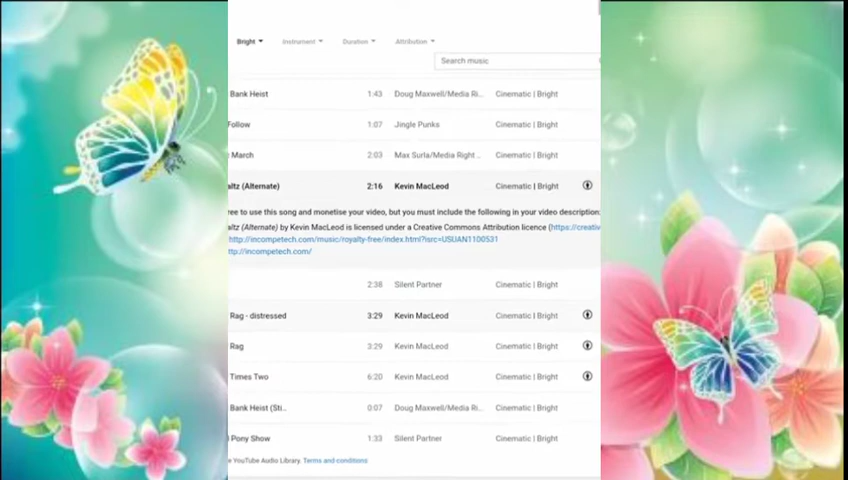 Bright Instrument Duration Attribution
Search music
Bank Heist 1:43 Doug Maxwell/Media Ri... Cinematic | Bright
Follow 1:07 Jingle Punks Cinematic | Bright
March 2:03 Max Surla/Media Right... Cinematic | Bright
altz (Alternate) 2:16 Kevin MacLeod Cinematic | Bright
ree to use this song and monetise your video, but you must include the following in your video description:
altz (Alternate) by Kevin MacLeod is licensed under a Creative Commons Attribution licence (https://creativ
http://incompetech.com/music/royalty-free/index.html?isrc=USUAN1100531
ttp://incompetech.com/
2:38 Silent Partner Cinematic | Bright
Rag - distressed 3:29 Kevin MacLeod Cinematic | Bright
Rag 3:29 Kevin MacLeod Cinematic | Bright
Times Two 6:20 Kevin MacLeod Cinematic | Bright
Bank Heist (Sti.. 0:07 Doug Maxwell/Media Ri... Cinematic | Bright
Pony Show 1:33 Silent Partner Cinematic | Bright
e YouTube Audio Library. Terms and conditions